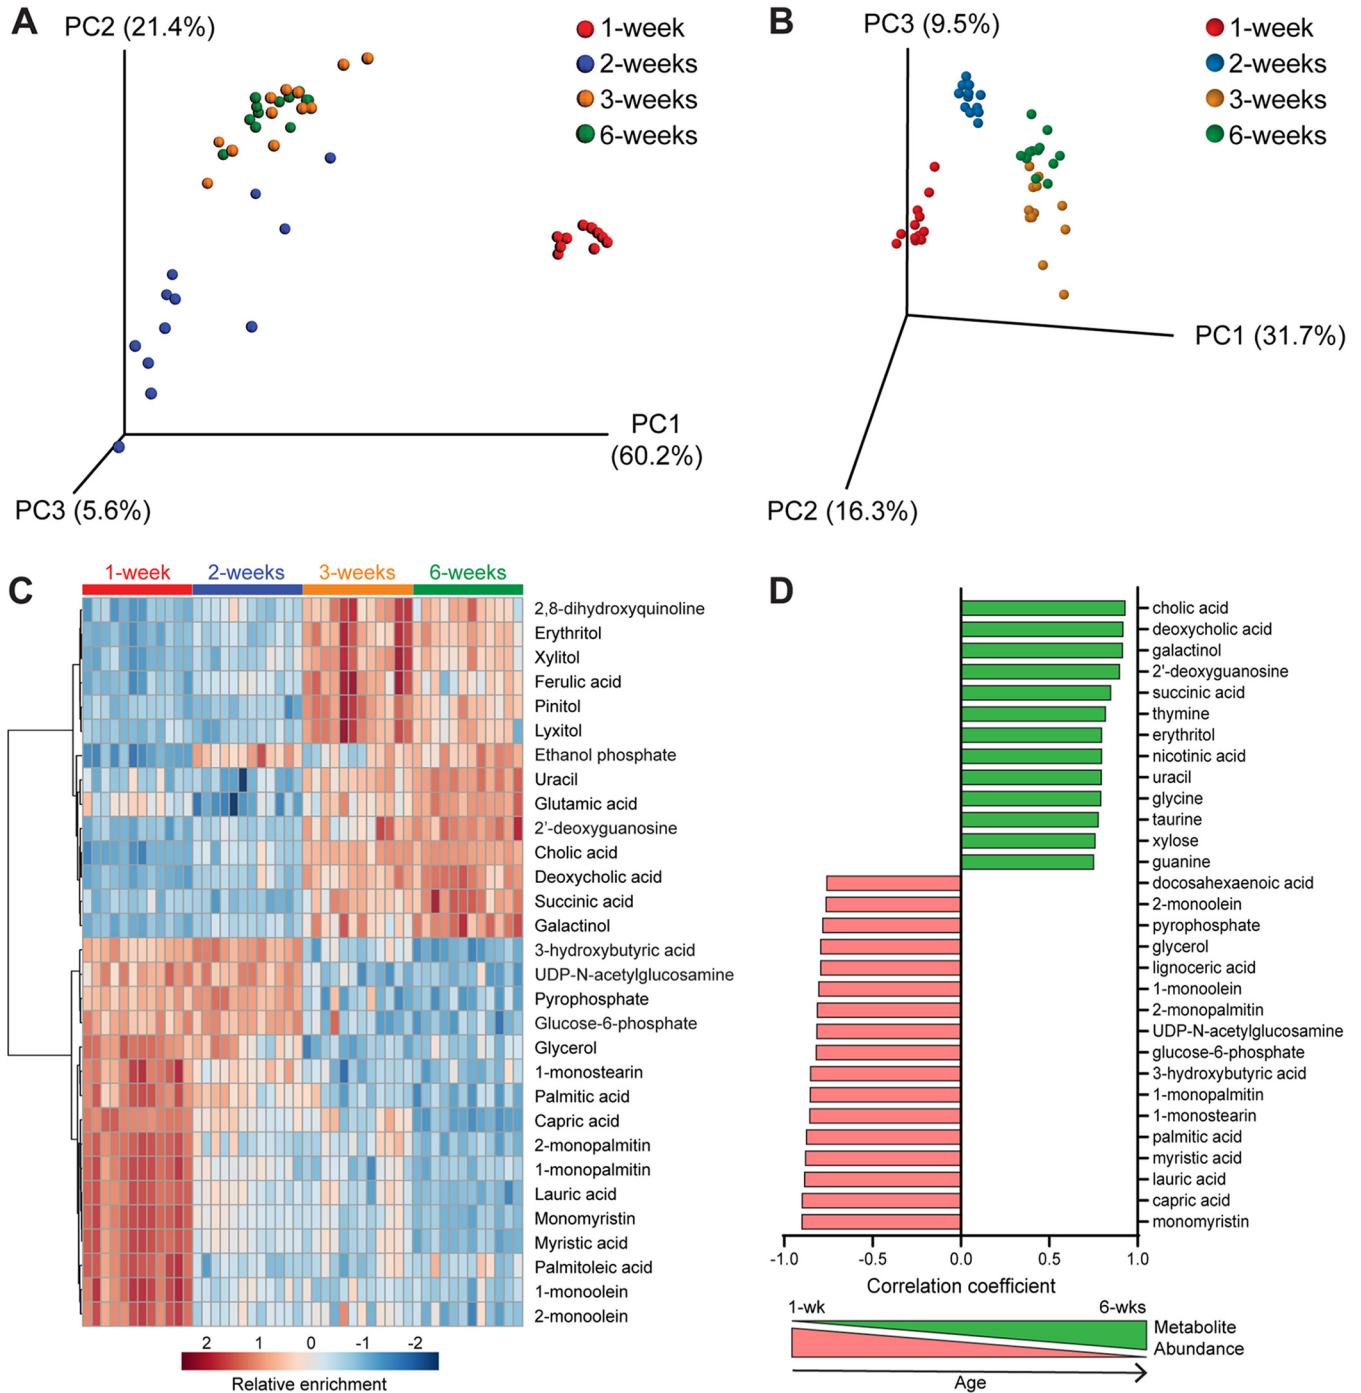 A
PC2 (21.4%)
1-week
2-weeks
3-weeks
6-weeks
PC1
(60.2%)
PC3 (5.6%)
B
PC3 (9.5%)
1-week
2-weeks
3-weeks
6-weeks
PC1 (31.7%)
PC2 (16.3%)
C
1-week 2-weeks 3-weeks 6-weeks
2,8-dihydroxyquinoline
Erythritol
Xylitol
Ferulic acid
Pinitol
Lyxitol
Ethanol phosphate
Uracil
Glutamic acid
2'-deoxyguanosine
Cholic acid
Deoxycholic acid
Succinic acid
Galactinol
3-hydroxybutyric acid
UDP-N-acetylglucosamine
Pyrophosphate
Glucose-6-phosphate
Glycerol
1-monostearin
Palmitic acid
Capric acid
2-monopalmitin
1-monopalmitin
Lauric acid
Monomyristin
Myristic acid
Palmitoleic acid
1-monoolein
2-monoolein
2 1 0 -1 -2
Relative enrichment
D
cholic acid
deoxycholic acid
galactinol
2'-deoxyguanosine
succinic acid
thymine
erythritol
nicotinic acid
uracil
glycine
taurine
xylose
guanine
docosahexaenoic acid
2-monoolein
pyrophosphate
glycerol
lignoceric acid
1-monoolein
2-monopalmitin
UDP-N-acetylglucosamine
glucose-6-phosphate
3-hydroxybutyric acid
1-monopalmitin
1-monostearin
palmitic acid
myristic acid
lauric acid
capric acid
monomyristin
-1.0 -0.5 0.0 0.5 1.0
Correlation coefficient
1-wk 6-wks
Metabolite
Abundance
Age